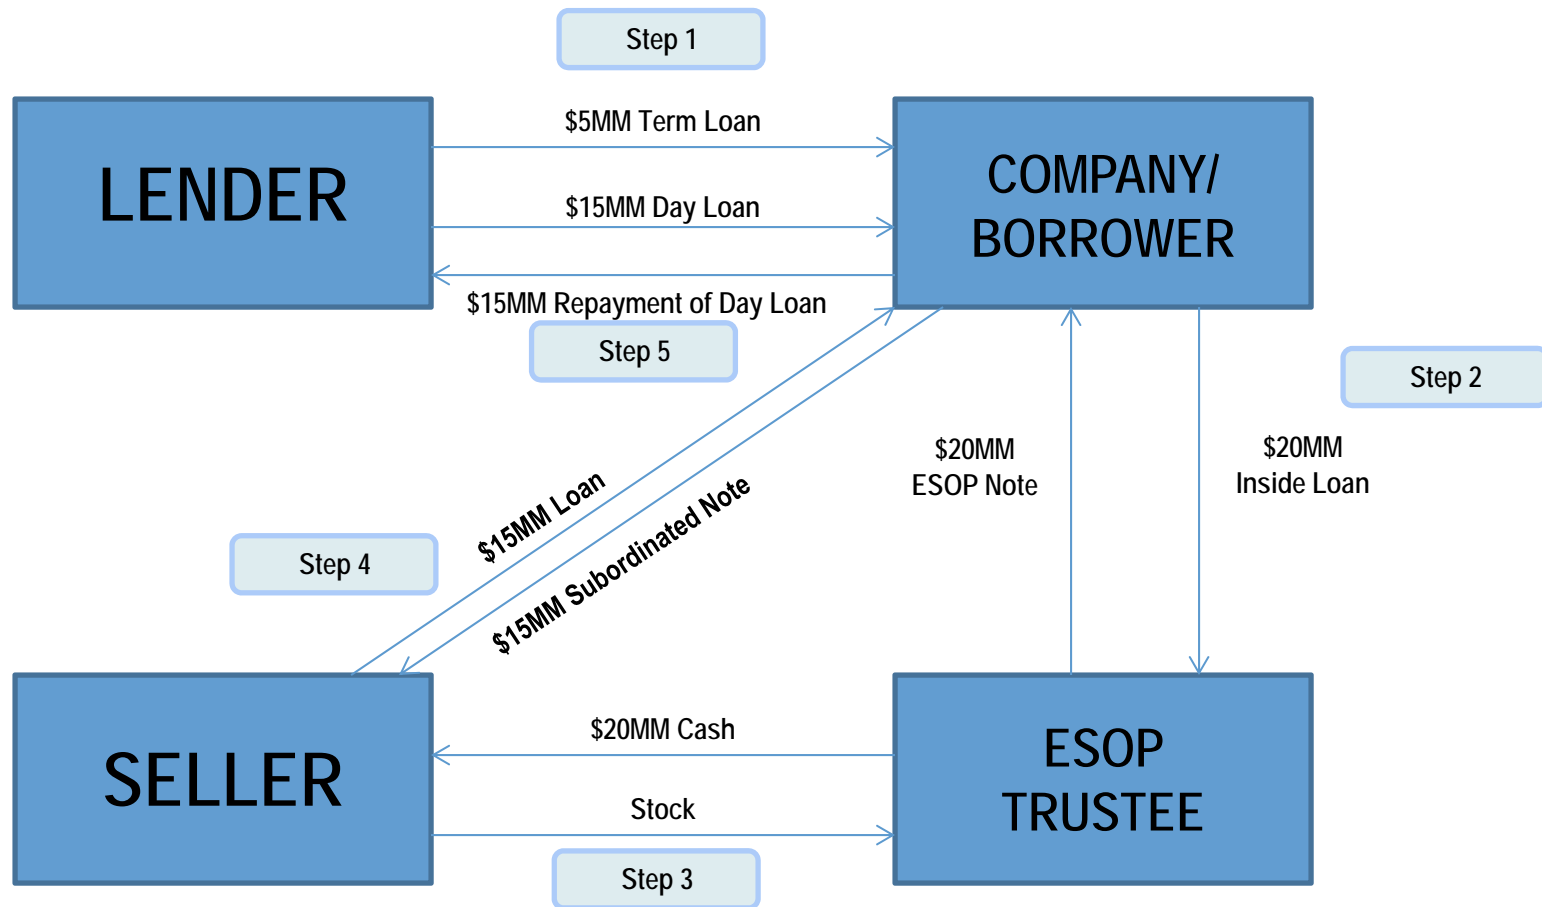 Step 1
$5MM Term Loan
LENDER
COMPANY/
BORROWER
$15MM Day Loan
$15MM Repayment of Day Loan
Step 5
Step 2
$20MM
ESOP Note
$20MM
Inside Loan
$15MM Loan
$15MM Subordinated Note
Step 4
$20MM Cash
SELLER
ESOP
TRUSTEE
Stock
Step 3